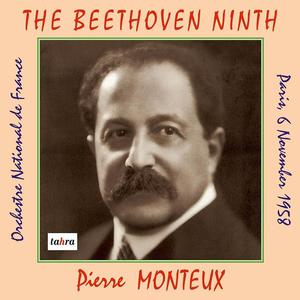 THE BEETHOVEN NINTH
Orchestre National de France
Paris, 6 November 1958
tahra
Pierre MONTEUX